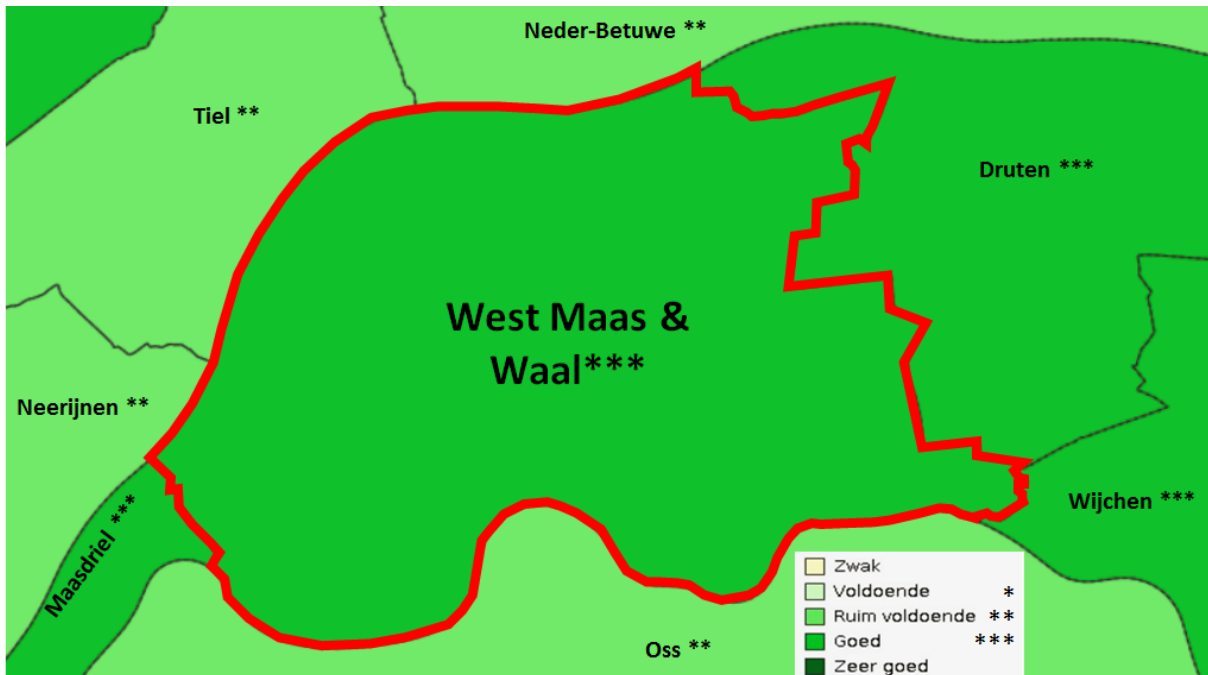 Neder-Betuwe **
Tiel **
Druten ***
West Maas &
Waal***
Neerijnen **
Maasdriel ***
Wijchen ***
Oss **
Zwak
Voldoende *
Ruim voldoende **
Goed ***
Zeer goed